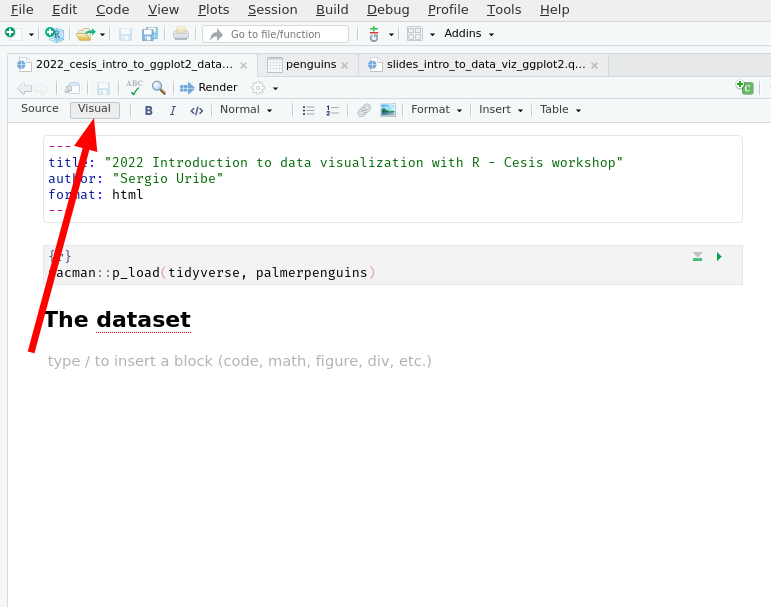 File Edit Code View Plots Session Build Debug Profile Tools Help
Go to file/function Addins
2022_cesis_intro_to_ggplot2_data... penguins slides_intro_to_data_viz_ggplot2.q...
ABC Render
Source Visual B I </> Normal Format Insert Table
---
title: "2022 Introduction to data visualization with R - Cesis workshop"
author: "Sergio Uribe"
format: html
---
{r}
pacman::p_load(tidyverse, palmerpenguins)
The dataset
type / to insert a block (code, math, figure, div, etc.)